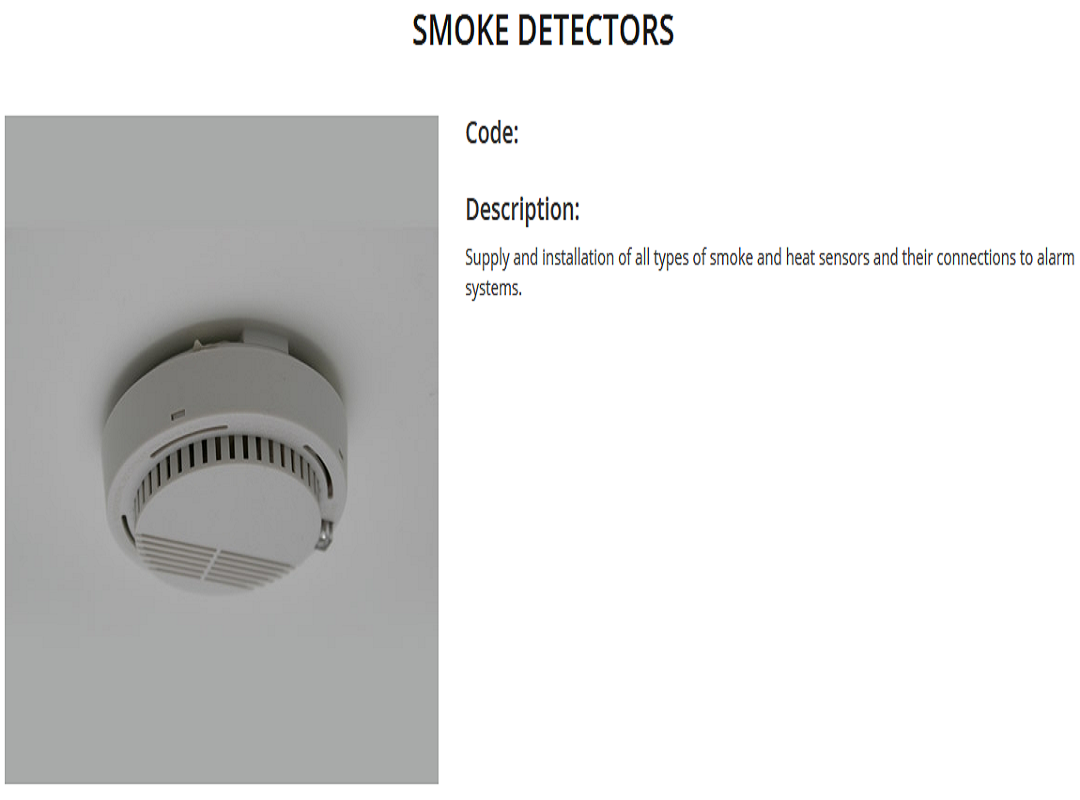 SMOKE DETECTORS
Code:
Description:
Supply and installation of all types of smoke and heat sensors and their connections to alarm
systems.